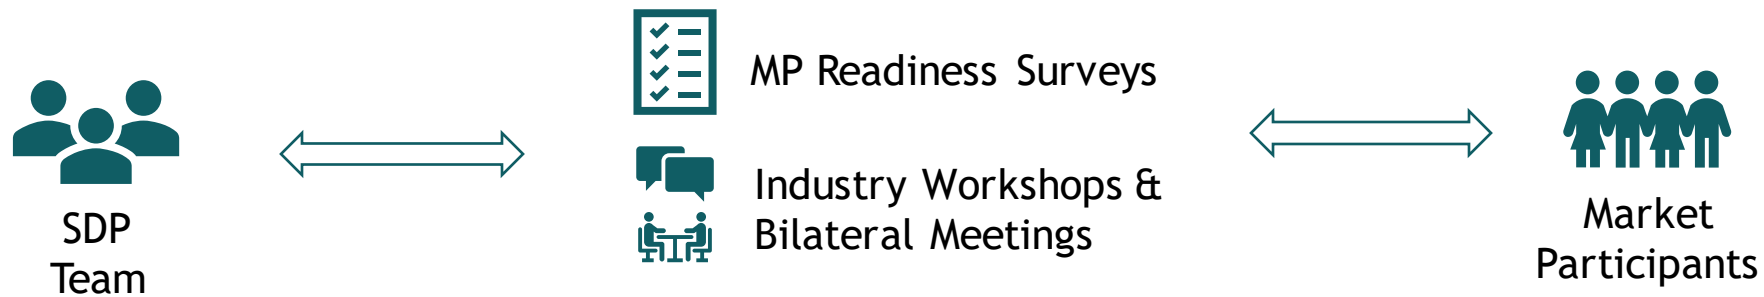 SDP
Team
MP Readiness Surveys
Industry Workshops &
Bilateral Meetings
Market
Participants